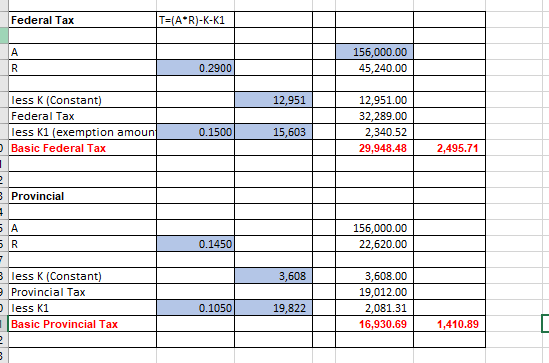 Federal Tax T=(A*R)-K-K1
A 156,000.00
R 0.2900 45,240.00
less K (Constant) 12,951 12,951.00
Federal Tax 32,289.00
less K1 (exemption amoun 0.1500 15,603 2,340.52
Basic Federal Tax 29,948.48 2,495.71
Provincial
A 156,000.00
R 0.1450 22,620.00
less K (Constant) 3,608 3,608.00
Provincial Tax 19,012.00
less K1 0.1050 19,822 2,081.31
Basic Provincial Tax 16,930.69 1,410.89